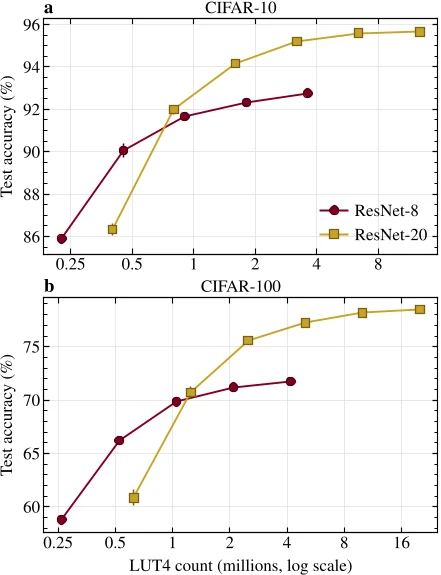 a CIFAR-10
96
94
92
90
88
86
Test accuracy (%)
ResNet-8
ResNet-20
0.25 0.5 1 2 4 8
b CIFAR-100
75
70
65
60
Test accuracy (%)
0.25 0.5 1 2 4 8 16
LUT4 count (millions, log scale)